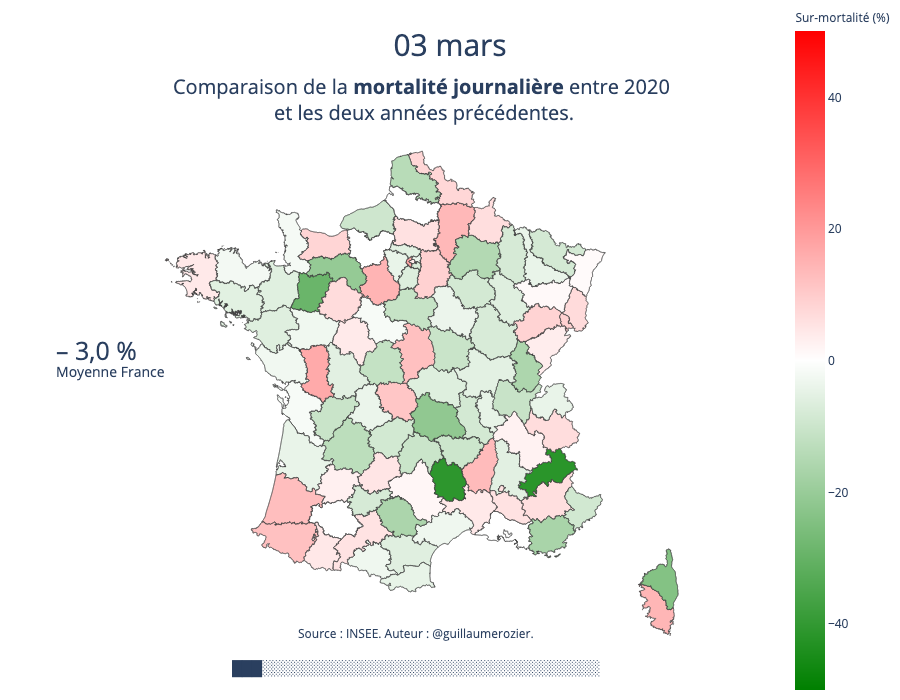 Sur-mortalité (%)
03 mars
Comparaison de la mortalité journalière entre 2020
et les deux années précédentes.
40
20
0
−20
−40
– 3,0 %
Moyenne France
Source : INSEE. Auteur : @guillaumerozier.